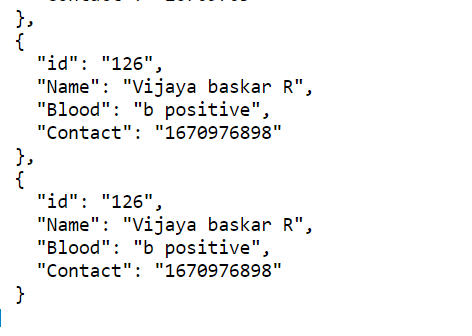 },
{
"id": "126",
"Name": "Vijaya baskar R",
"Blood": "b positive",
"Contact": "1670976898"
},
{
"id": "126",
"Name": "Vijaya baskar R",
"Blood": "b positive",
"Contact": "1670976898"
}